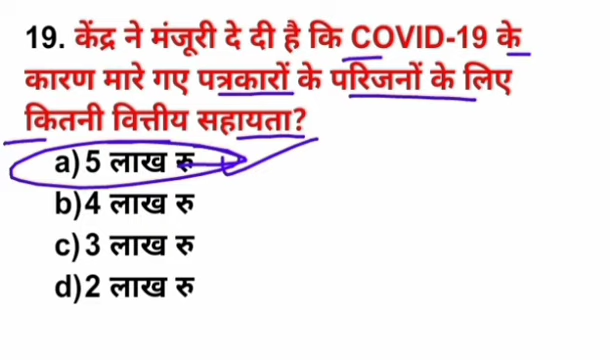 19. केंद्र ने मंजूरी दे दी है कि COVID-19 के
कारण मारे गए पत्रकारों के परिजनों के लिए
कितनी वित्तीय सहायता?
a) 5 लाख रु
b)4 लाख रु
c) 3 लाख रु
d)2 लाख रु